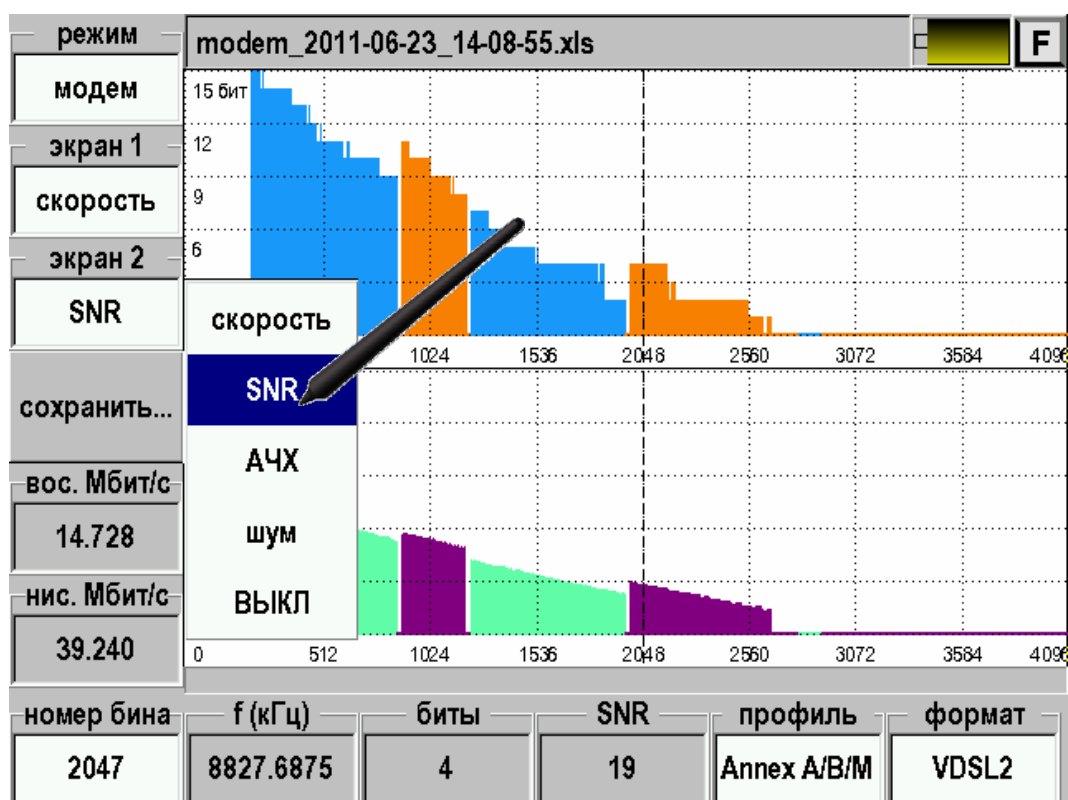 режим
модем
экран 1
скорость
экран 2
SNR
сохранить...
вос. Мбит/с
14.728
нис. Мбит/с
39.240
modem_2011-06-23_14-08-55.xls
F
15 бит
12
9
6
1024 1536 2048 2560 3072 3584 4096
скорость
SNR
АЧХ
шум
ВЫКЛ
0 512 1024 1536 2048 2560 3072 3584 4096
номер бина
2047
f (кГц)
8827.6875
биты
4
SNR
19
профиль
Annex A/B/M
формат
VDSL2